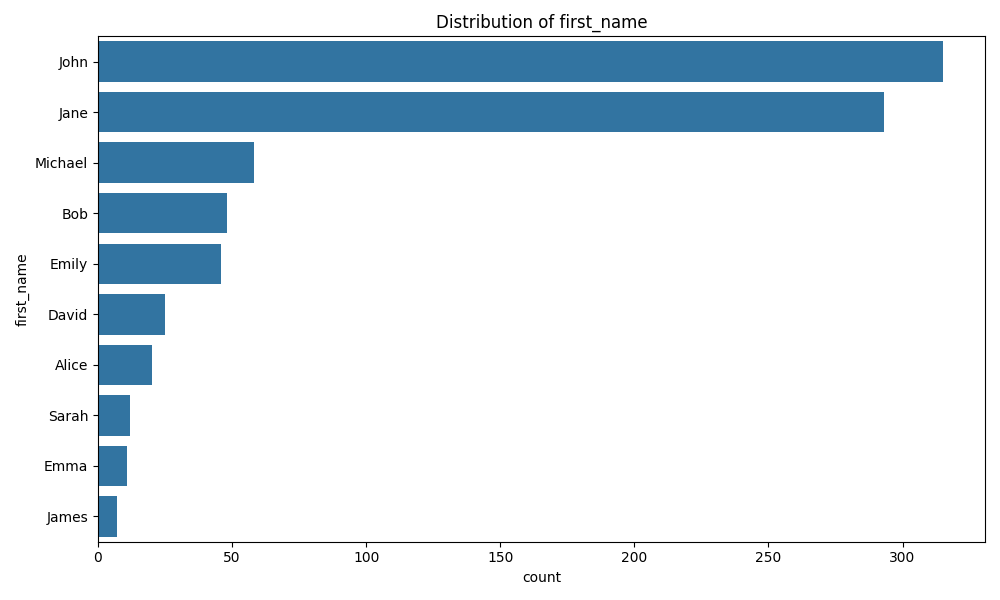 Distribution of first_name
first_name
John
Jane
Michael
Bob
Emily
David
Alice
Sarah
Emma
James
0 50 100 150 200 250 300
count